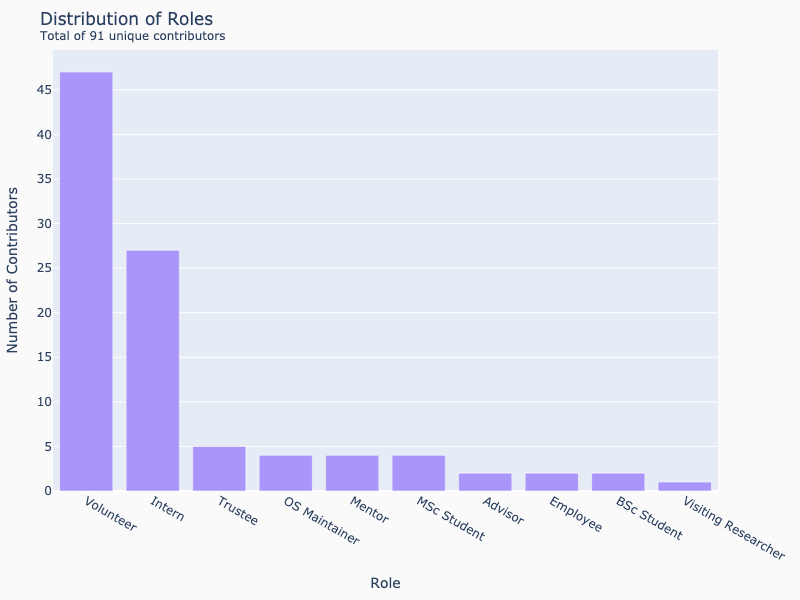 Distribution of Roles
Total of 91 unique contributors
Number of Contributors
45
40
35
30
25
20
15
10
5
0
Volunteer
Intern
Trustee
OS Maintainer
Mentor
MSc Student
Advisor
Employee
BSc Student
Visiting Researcher
Role